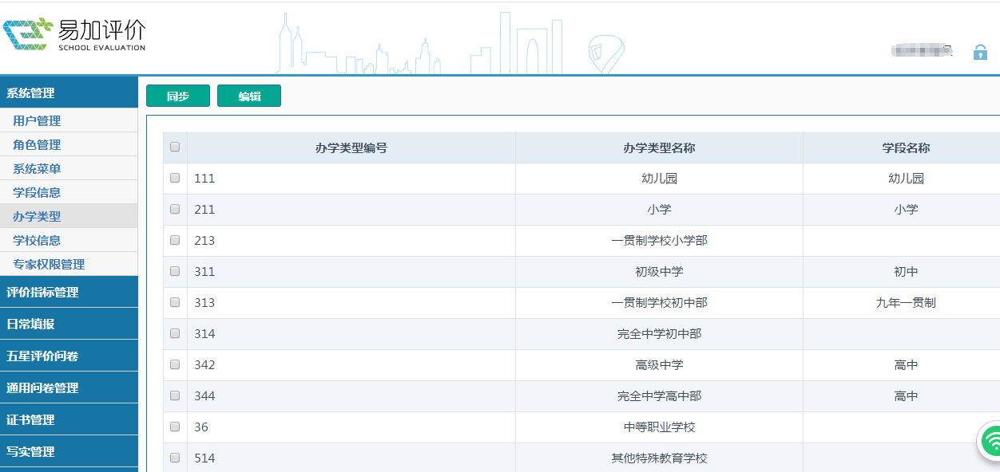 易加评价
SCHOOL EVALUATION
系统管理
用户管理
角色管理
系统菜单
学段信息
办学类型
学校信息
专家权限管理
评价指标管理
日常填报
五星评价问卷
通用问卷管理
证书管理
写实管理
同步 编辑
办学类型编号 办学类型名称 学段名称
111 幼儿园 幼儿园
211 小学 小学
213 一贯制学校小学部
311 初级中学 初中
313 一贯制学校初中部 九年一贯制
314 完全中学初中部
342 高级中学 高中
344 完全中学高中部 高中
36 中等职业学校
514 其他特殊教育学校